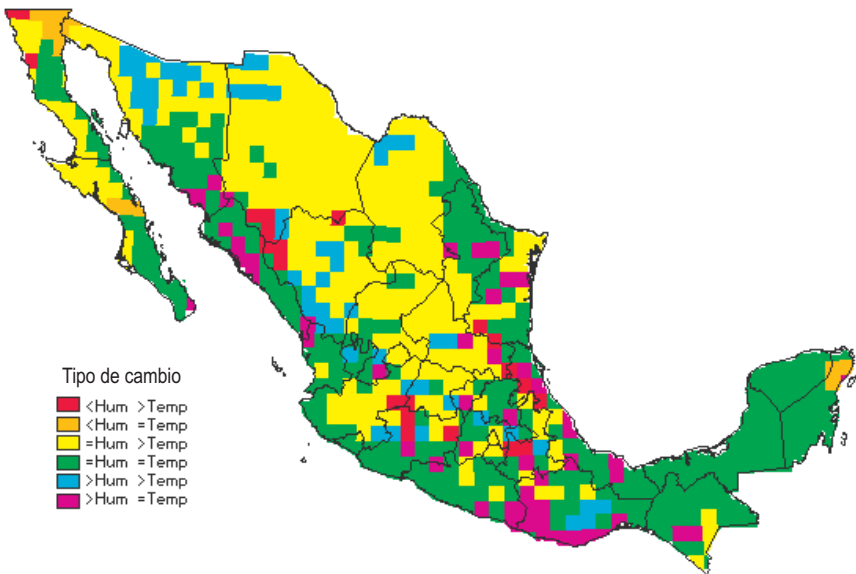 Tipo de cambio
<Hum >Temp
<Hum =Temp
=Hum >Temp
=Hum =Temp
>Hum >Temp
>Hum =Temp